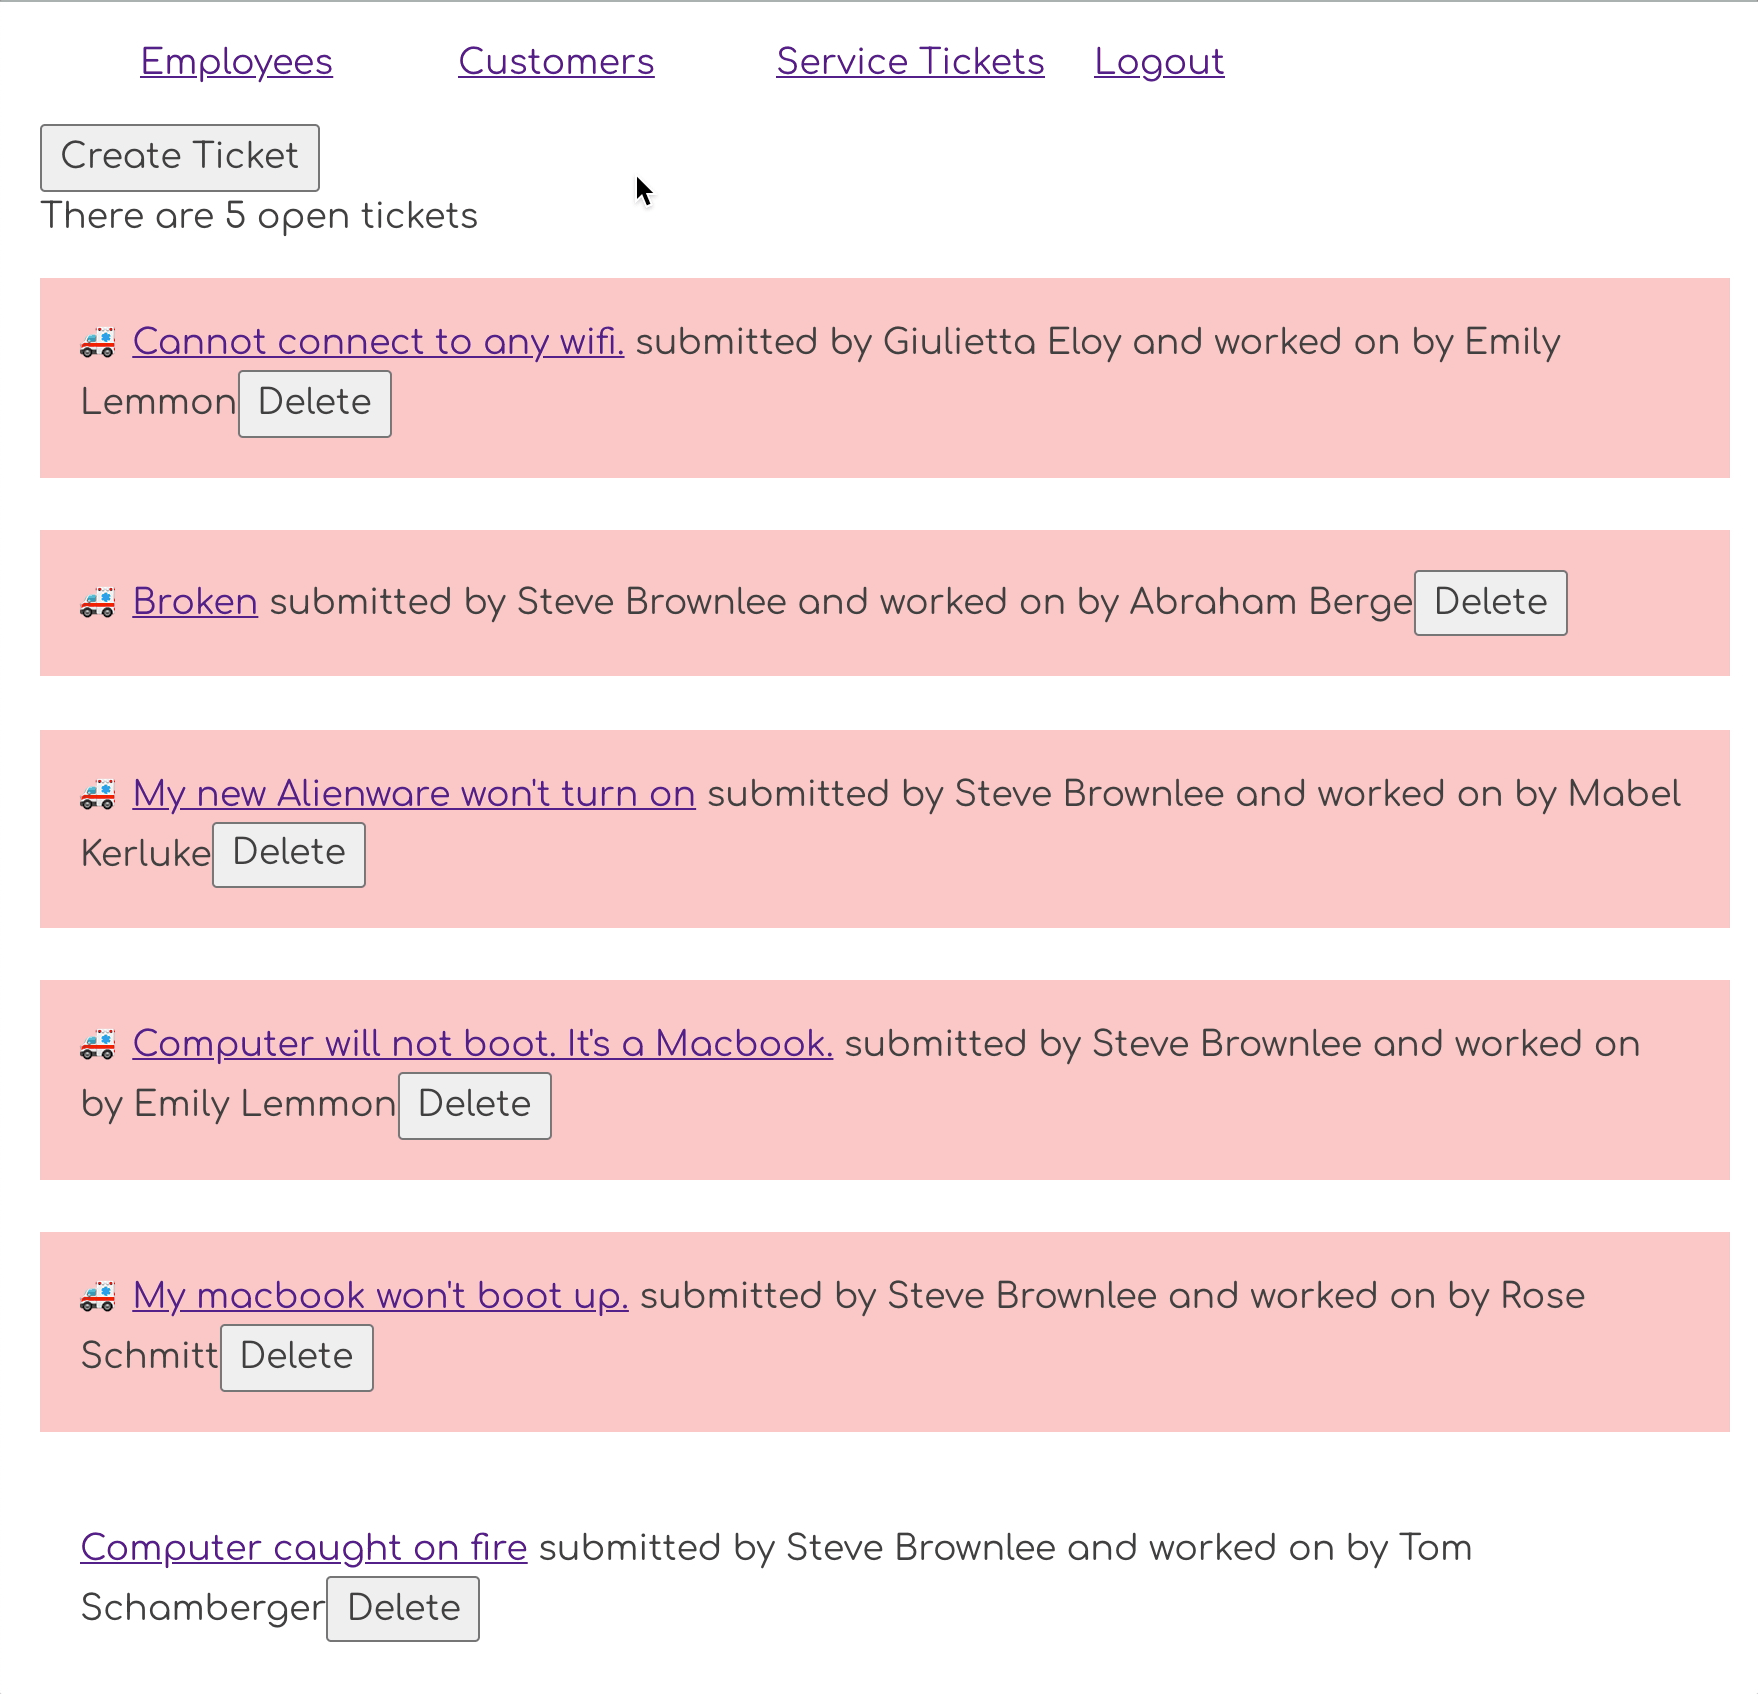 Employees Customers Service Tickets Logout
Create Ticket
There are 5 open tickets
🚑 Cannot connect to any wifi. submitted by Giulietta Eloy and worked on by Emily
Lemmon Delete
🚑 Broken submitted by Steve Brownlee and worked on by Abraham Berge Delete
🚑 My new Alienware won't turn on submitted by Steve Brownlee and worked on by Mabel
Kerluke Delete
🚑 Computer will not boot. It's a Macbook. submitted by Steve Brownlee and worked on
by Emily Lemmon Delete
🚑 My macbook won't boot up. submitted by Steve Brownlee and worked on by Rose
Schmitt Delete
Computer caught on fire submitted by Steve Brownlee and worked on by Tom
Schamberger Delete